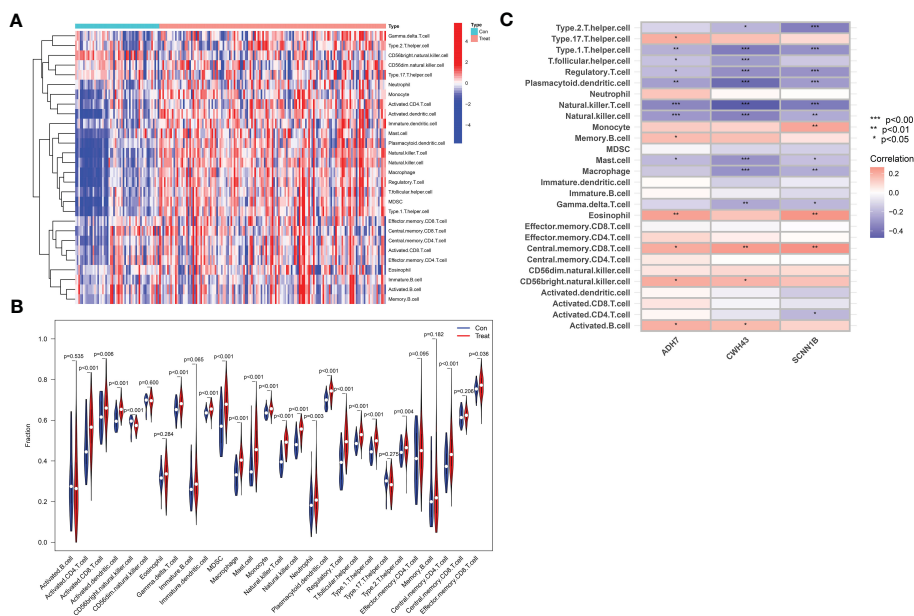 A
Type
Gamma.delta.T.cell
Type.2.T.helper.cell
CD56bright.natural.killer.cell
CD56dim.natural.killer.cell
Type.17.T.helper.cell
Neutrophil
Monocyte
Activated.CD4.T.cell
Activated.dendritic.cell
Immature.dendritic.cell
Mast.cell
Plasmacytoid.dendritic.cell
Natural.killer.T.cell
Natural.killer.cell
Macrophage
Regulatory.T.cell
T.follicular.helper.cell
MDSC
Type.1.T.helper.cell
Effector.memory.CD8.T.cell
Central.memory.CD8.T.cell
Central.memory.CD4.T.cell
Activated.CD8.T.cell
Effector.memory.CD4.T.cell
Eosinophil
Immature.B.cell
Activated.B.cell
Memory.B.cell
4
2
0
−2
−4
Type
Con
Treat
B
Con
Treat
Fraction
1.0
0.8
0.6
0.4
0.2
0.0
p=0.535
p<0.001
p=0.006
p<0.001
p<0.001
p=0.600
p=0.284
p<0.001
p=0.065
p<0.001
p<0.001
p<0.001
p<0.001
p<0.001
p<0.001
p<0.001
p=0.003
p<0.001
p<0.001
p<0.001
p<0.001
p=0.275
p=0.004
p=0.095
p=0.182
p<0.001
p=0.206
p=0.036
Activated.B.cell
Activated.CD4.T.cell
Activated.CD8.T.cell
Activated.dendritic.cell
CD56bright.natural.killer.cell
CD56dim.natural.killer.cell
Eosinophil
Gamma.delta.T.cell
Immature.B.cell
Immature.dendritic.cell
MDSC
Macrophage
Mast.cell
Monocyte
Natural.killer.T.cell
Natural.killer.cell
Neutrophil
Plasmacytoid.dendritic.cell
Regulatory.T.cell
T.follicular.helper.cell
Type.1.T.helper.cell
Type.17.T.helper.cell
Type.2.T.helper.cell
Effector.memory.CD4.T.cell
Memory.B.cell
Central.memory.CD4.T.cell
Central.memory.CD8.T.cell
Effector.memory.CD8.T.cell
C
Type.2.T.helper.cell * ***
Type.17.T.helper.cell *
Type.1.T.helper.cell ** *** ***
T.follicular.helper.cell * ***
Regulatory.T.cell * *** ***
Plasmacytoid.dendritic.cell ** *** ***
Neutrophil
Natural.killer.T.cell *** *** ***
Natural.killer.cell *** *** **
Monocyte **
Memory.B.cell *
MDSC
Mast.cell * *** *
Macrophage *** **
Immature.dendritic.cell
Immature.B.cell
Gamma.delta.T.cell ** *
Eosinophil ** **
Effector.memory.CD8.T.cell
Effector.memory.CD4.T.cell
Central.memory.CD8.T.cell * ** **
Central.memory.CD4.T.cell
CD56dim.natural.killer.cell
CD56bright.natural.killer.cell * *
Activated.dendritic.cell
Activated.CD8.T.cell
Activated.CD4.T.cell *
Activated.B.cell * *
ADH7
CWH43
SCNN1B
*** p<0.00
** p<0.01
* p<0.05
Correlation
0.2
0.0
−0.2
−0.4